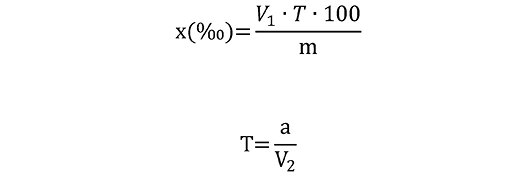 x(‰)=V₁ · T · 100/m
T=a/V₂